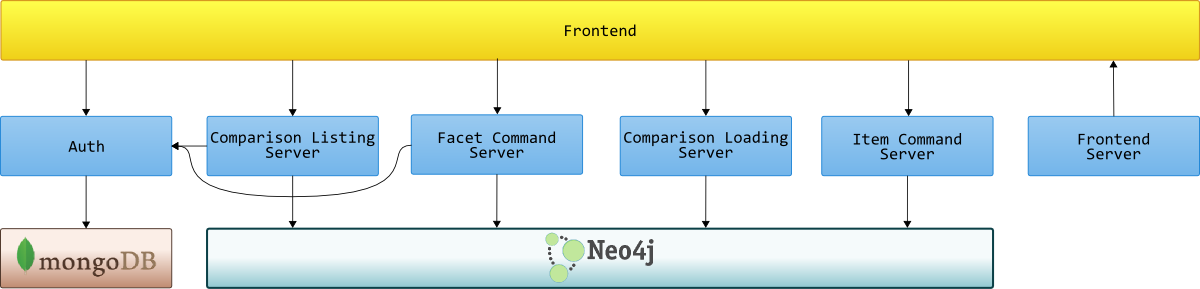 Frontend
Auth
Comparison Listing
Server
Facet Command
Server
Comparison Loading
Server
Item Command
Server
Frontend
Server
mongoDB
Neo4j